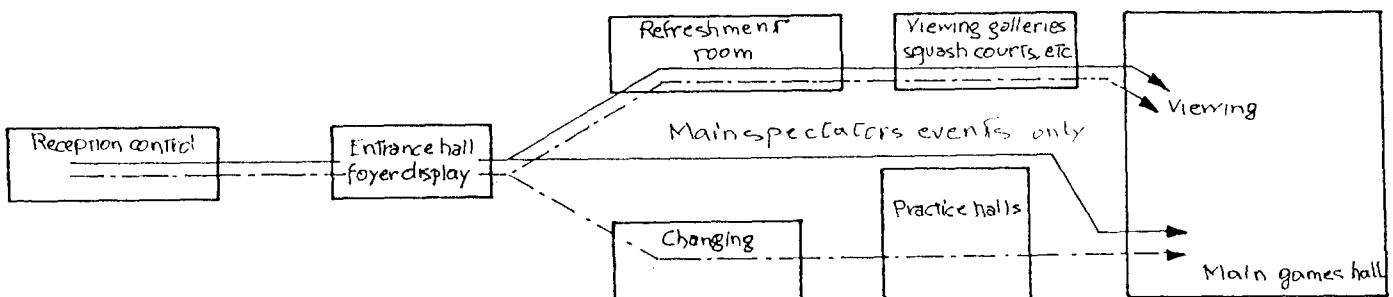 Reception control
Entrance hall
foyer display
Refreshment
room
Viewing galleries
squash courts, etc
Viewing
Main spectators events only
Changing
Practice halls
Main games hall